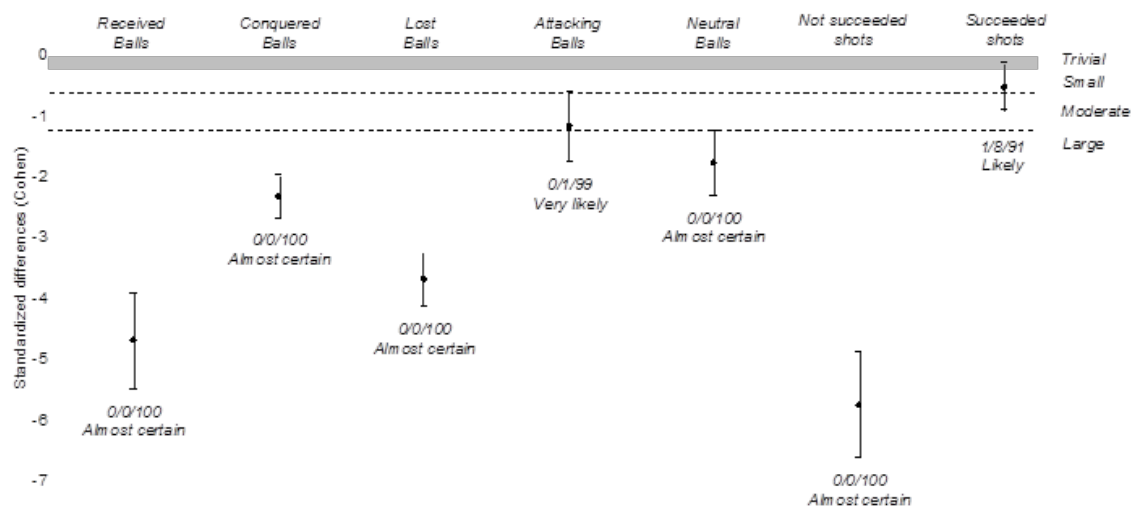 Received Balls
Conquered Balls
Lost Balls
Attacking Balls
Neutral Balls
Not succeeded shots
Succeeded shots
Standardized differences (Cohen)
0
-1
-2
-3
-4
-5
-6
-7
Trivial
Small
Moderate
Large
0/0/100
Almost certain
0/0/100
Almost certain
0/0/100
Almost certain
0/1/99
Very likely
0/0/100
Almost certain
0/0/100
Almost certain
1/8/91
Likely